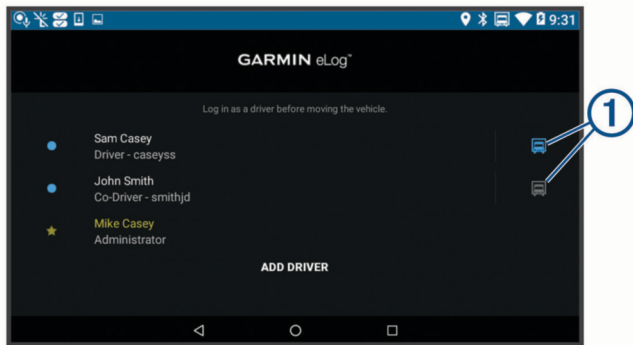 9:31
GARMIN eLog™
Log in as a driver before moving the vehicle.
Sam Casey
Driver - caseyss
John Smith
Co-Driver - smithjd
Mike Casey
Administrator
ADD DRIVER
1